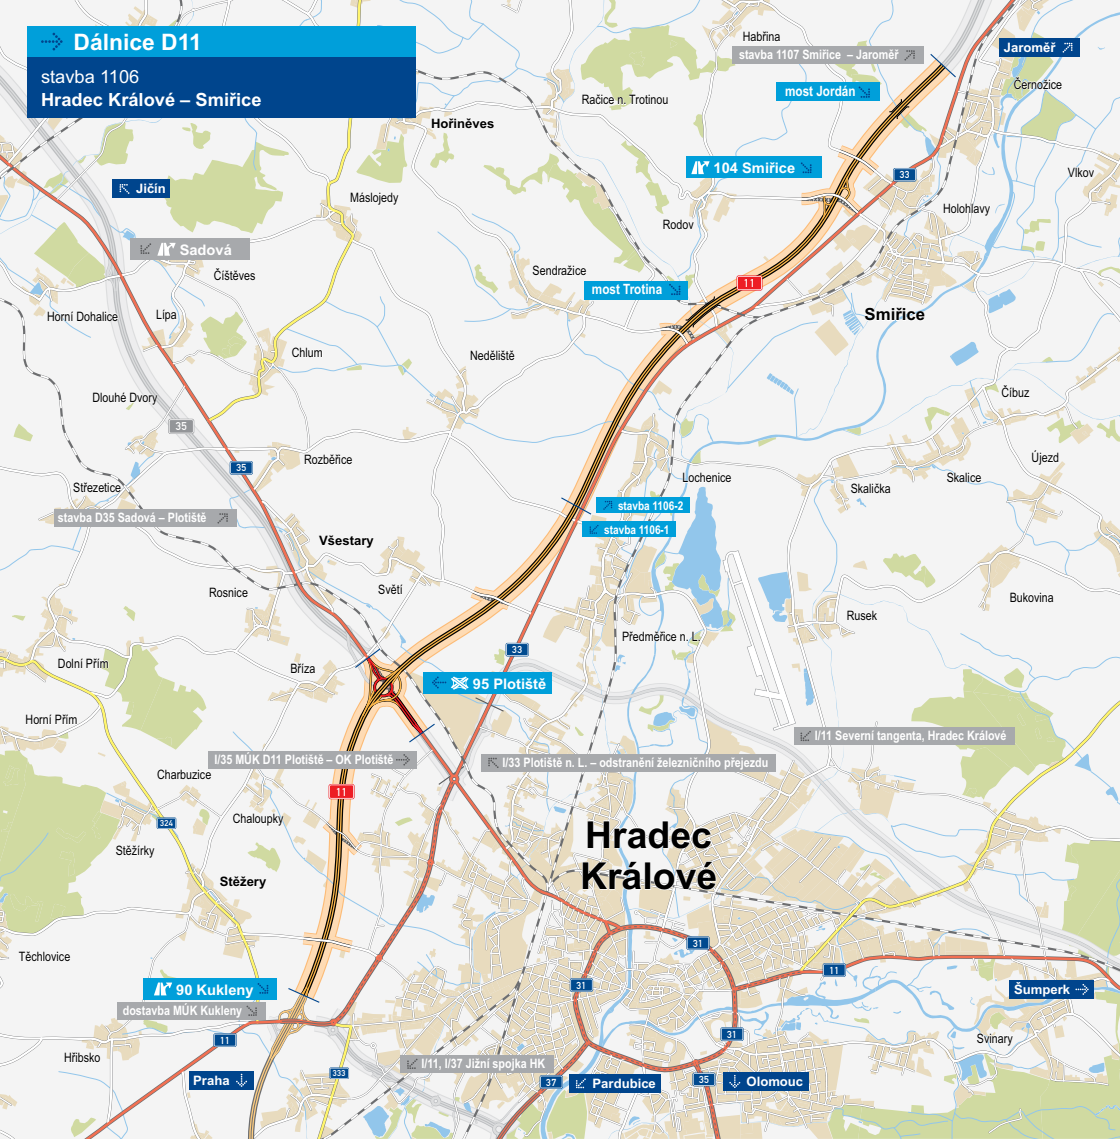 Dálnice D11
stavba 1106
Hradec Králové – Smiřice
Habřina
stavba 1107 Smiřice – Jaroměř
Jaroměř
most Jordán
Černožice
Račice n. Trotinou
Hořiněves
104 Smiřice
33
Vlkov
Jičín
Máslojedy
Holohlavy
Rodov
Sadová
Číštěves
Sendražice
most Trotina
11
Horní Dohalice
Lípa
Smiřice
Chlum
Neděliště
Dlouhé Dvory
Číbuz
35
Rozběřice
35
Újezd
Střezetice
Lochenice
Skalička
Skalice
stavba D35 Sadová – Plotiště
stavba 1106-2
stavba 1106-1
Všestary
Rosnice
Světí
Bukovina
Rusek
Předměřice n. L.
33
Dolní Přím
Bříza
95 Plotiště
Horní Přím
I/11 Severní tangenta, Hradec Králové
I/35 MÚK D11 Plotiště – OK Plotiště
I/33 Plotiště n. L. – odstranění železničního přejezdu
Charbuzice
11
324
Chaloupky
Hradec
Králové
Stěžírky
Stěžery
31
Těchlovice
11
90 Kukleny
31
Šumperk
dostavba MÚK Kukleny
31
11
Svinary
Hřibsko
I/11, I/37 Jižní spojka HK
333
Praha
37
Pardubice
35
Olomouc